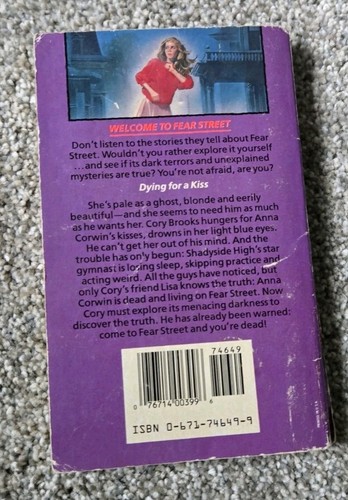 WELCOME TO FEAR STREET
Don't listen to the stories they tell about Fear
Street. Wouldn't you rather explore it yourself
...and see if its dark terrors and unexplained
mysteries are true? You're not afraid, are you?
Dying for a Kiss
She's pale as a ghost, blonde and eerily
beautiful—and she seems to need him as much
as he wants her. Cory Brooks hungers for Anna
Corwin's kisses, drowns in her light blue eyes.
He can't get her out of his mind. And the
trouble has only begun: Shadyside High's star
gymnast is losing sleep, skipping practice and
acting weird. All the guys have noticed, but
only Cory's friend Lisa knows the truth: Anna
Corwin is dead and living on Fear Street. Now
Cory must explore its menacing darkness to
discover the truth. He has already been warned:
come to Fear Street and you're dead!
74649
0 76714 00399 8
ISBN 0-671-74649-9